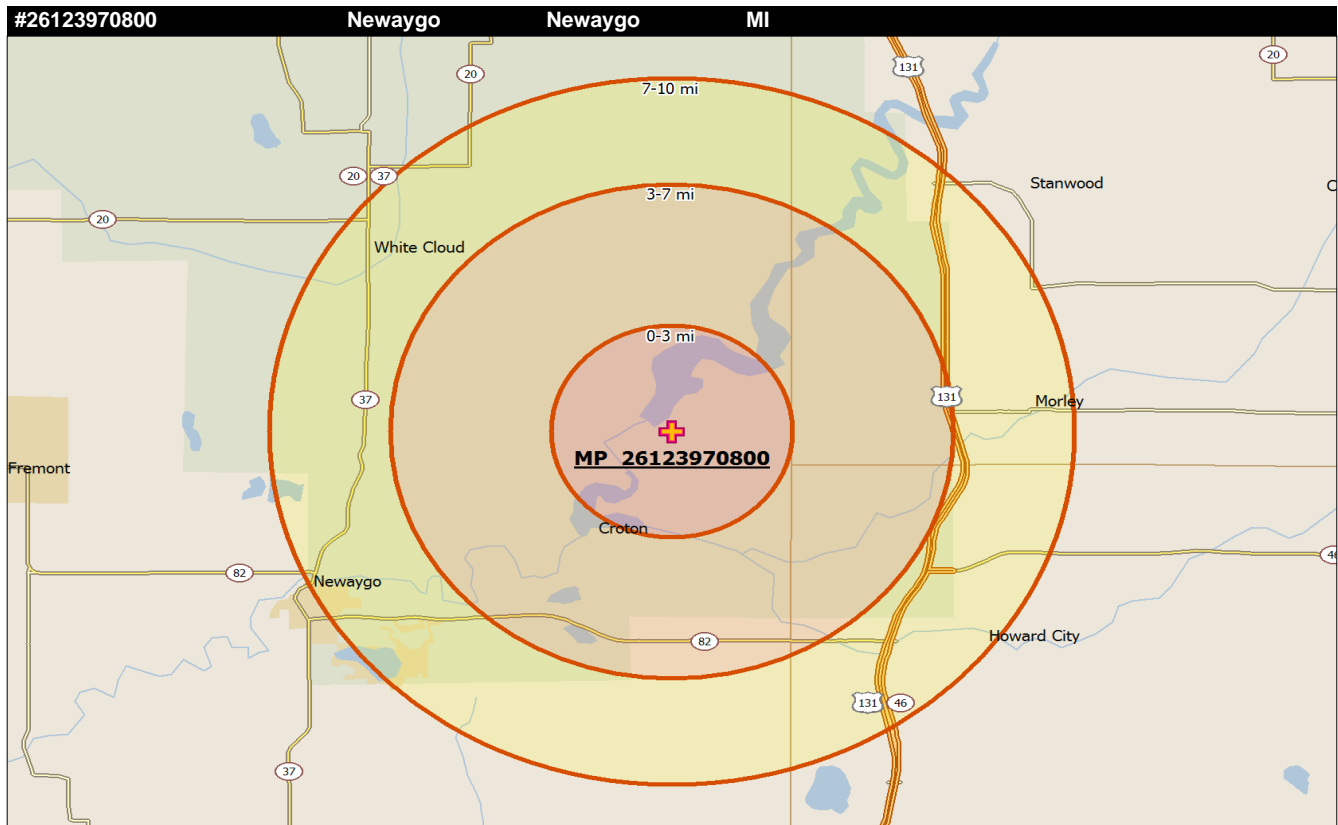 #26123970800 Newaygo Newaygo MI
131
20
20
7-10 mi
20 37
Stanwood
C
3-7 mi
20
White Cloud
0-3 mi
131
37
Morley
MP 26123970800
Fremont
Croton
46
82
Newaygo
Howard City
82
131 46
37